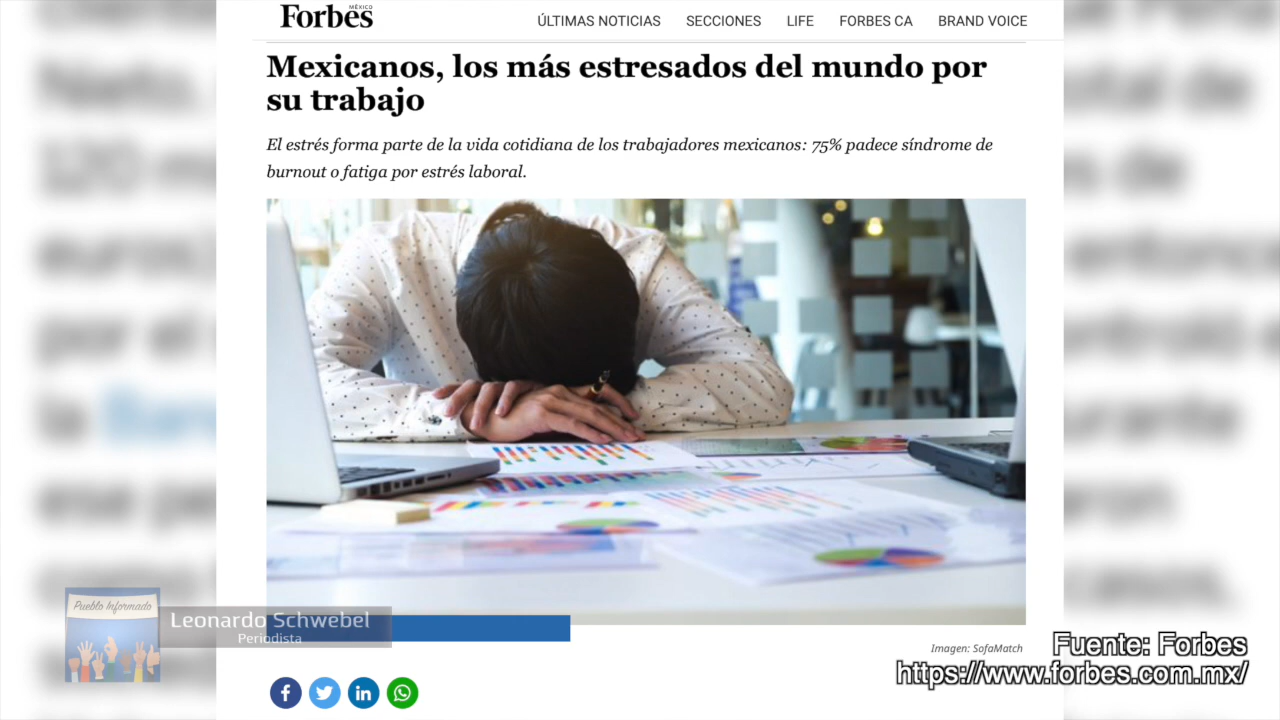 Forbes
MÉXICO
ÚLTIMAS NOTICIAS SECCIONES LIFE FORBES CA BRAND VOICE
Mexicanos, los más estresados del mundo por
su trabajo
El estrés forma parte de la vida cotidiana de los trabajadores mexicanos: 75% padece síndrome de
burnout o fatiga por estrés laboral.
Pueblo Informado
Leonardo Schwebel
Periodista
Imagen: SofaMatch
Fuente: Forbes
https://www.forbes.com.mx/